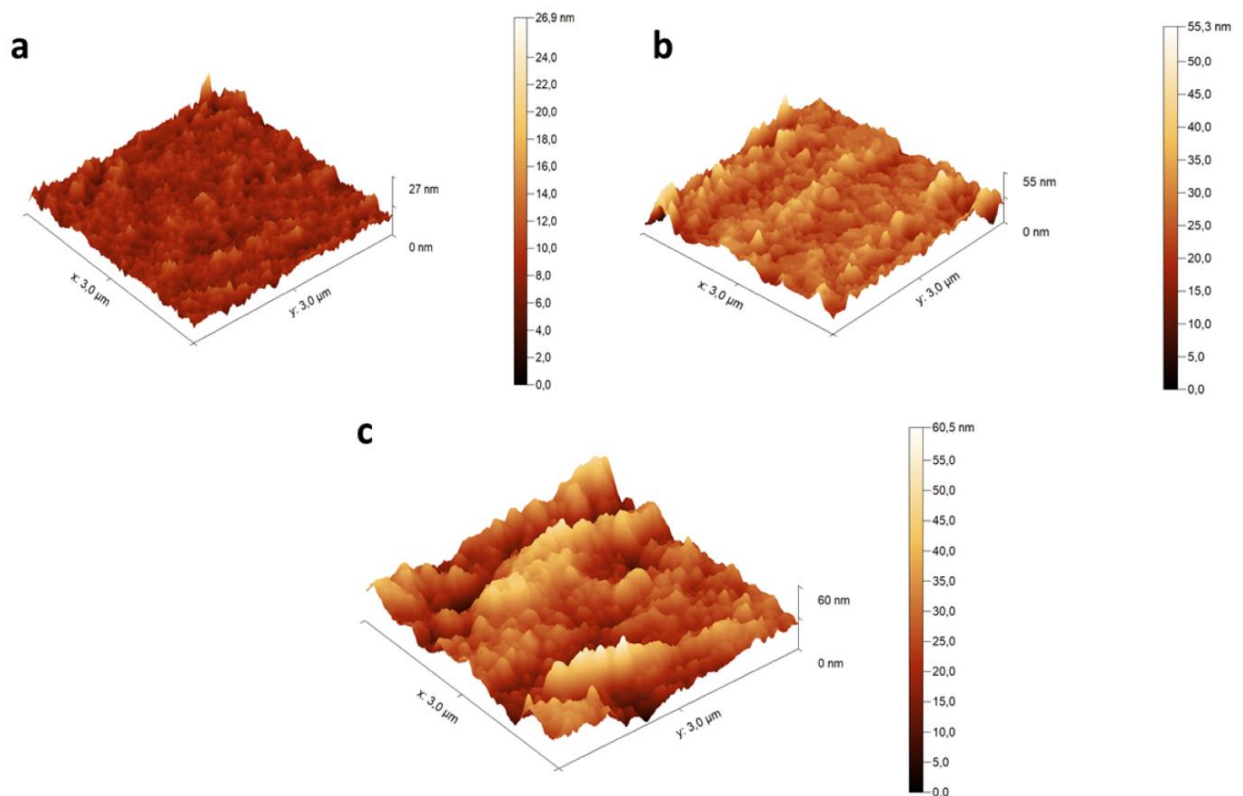 a
26,9 nm
24,0
22,0
20,0
18,0
16,0
14,0
12,0
10,0
8,0
6,0
4,0
2,0
0,0
27 nm
0 nm
x: 3,0 µm
y: 3,0 µm
b
55,3 nm
50,0
45,0
40,0
35,0
30,0
25,0
20,0
15,0
10,0
5,0
0,0
55 nm
0 nm
x: 3,0 µm
y: 3,0 µm
c
60,5 nm
55,0
50,0
45,0
40,0
35,0
30,0
25,0
20,0
15,0
10,0
5,0
0,0
60 nm
0 nm
x: 3,0 µm
y: 3,0 µm